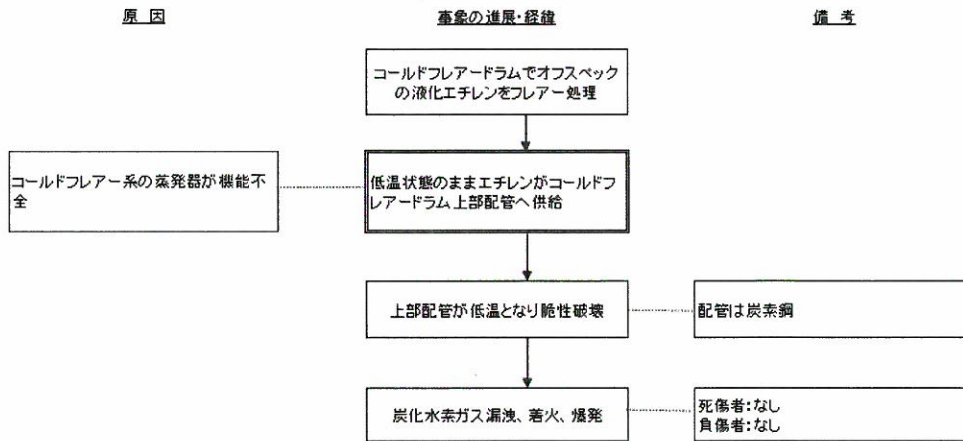 原 因
事象の進展・経緯
備 考
コールドフレアードラムでオフスペック
の液化エチレンをフレアー処理
コールドフレアー系の蒸発器が機能不
全
低温状態のままエチレンがコールドフ
レアードラム上部配管へ供給
上部配管が低温となり脆性破壊
配管は炭素鋼
炭化水素ガス漏洩、着火、爆発
死傷者:なし
負傷者:なし